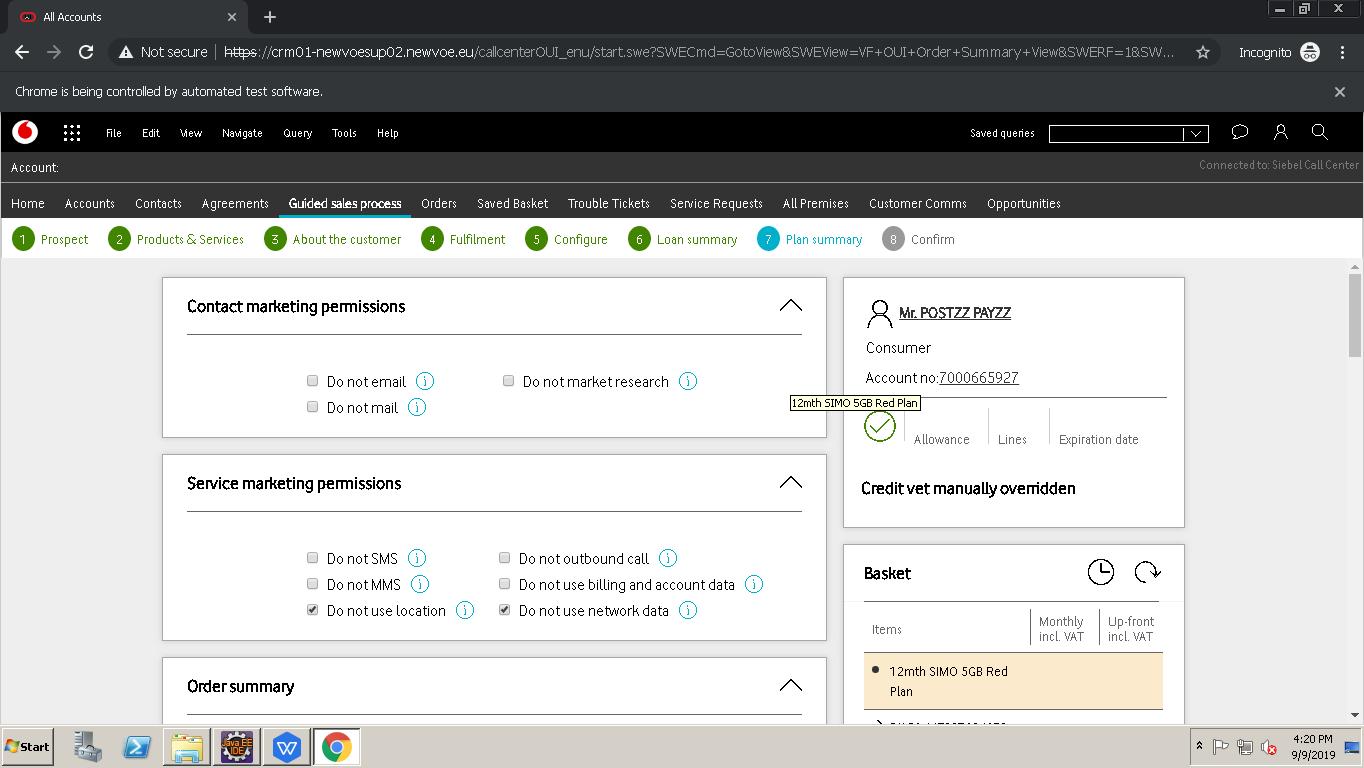 All Accounts
Not secure
https://crm01-newvoesup02.newvoe.eu/callcenterOUI_enu/start.swe?SWECmd=GotoView&SWEView=VF+OUI+Order+Summary+View&SWERF=1&SW...
Incognito
Chrome is being controlled by automated test software.
File Edit View Navigate Query Tools Help Saved queries
Account: Connected to: Siebel Call Center
Home Accounts Contacts Agreements Guided sales process Orders Saved Basket Trouble Tickets Service Requests All Premises Customer Comms Opportunities
1 Prospect 2 Products & Services 3 About the customer 4 Fulfilment 5 Configure 6 Loan summary 7 Plan summary 8 Confirm
Contact marketing permissions
Do not email Do not market research
Do not mail
Service marketing permissions
Do not SMS Do not outbound call
Do not MMS Do not use billing and account data
Do not use location Do not use network data
Order summary
Mr. POSTZZ PAYZZ
Consumer
Account no:7000665927
12mth SIMO 5GB Red Plan
Allowance Lines Expiration date
Credit vet manually overridden
Basket
Items Monthly incl. VAT Up-front incl. VAT
12mth SIMO 5GB Red
Plan
Start
Java EE
IDE
4:20 PM
9/9/2019